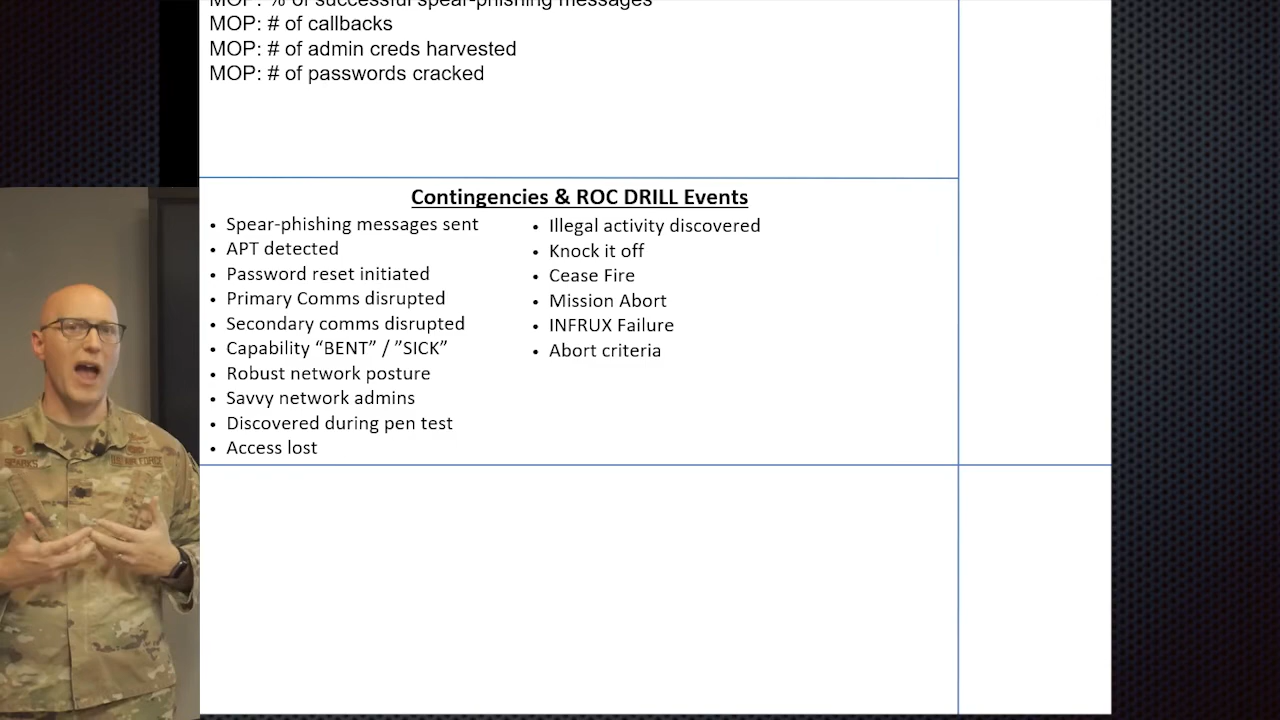 MOP: % of successful spear-phishing messages
MOP: # of callbacks
MOP: # of admin creds harvested
MOP: # of passwords cracked
Contingencies & ROC DRILL Events
• Spear-phishing messages sent
• APT detected
• Password reset initiated
• Primary Comms disrupted
• Secondary comms disrupted
• Capability “BENT” / ”SICK”
• Robust network posture
• Savvy network admins
• Discovered during pen test
• Access lost
• Illegal activity discovered
• Knock it off
• Cease Fire
• Mission Abort
• INFRUX Failure
• Abort criteria